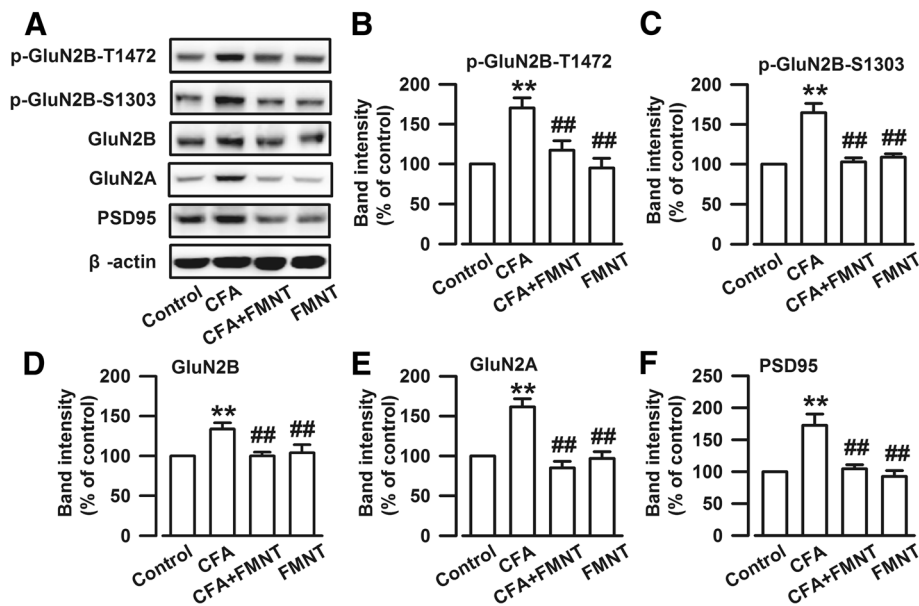 A
p-GluN2B-T1472
p-GluN2B-S1303
GluN2B
GluN2A
PSD95
β -actin
Control
CFA
CFA+FMNT
FMNT
B
p-GluN2B-T1472
Band intensity
(% of control)
200
150
100
50
0
**
##
##
Control
CFA
CFA+FMNT
FMNT
C
p-GluN2B-S1303
Band intensity
(% of control)
200
150
100
50
0
**
##
##
Control
CFA
CFA+FMNT
FMNT
D
GluN2B
Band intensity
(% of control)
200
150
100
50
0
**
##
##
Control
CFA
CFA+FMNT
FMNT
E
GluN2A
Band intensity
(% of control)
200
150
100
50
0
**
##
##
Control
CFA
CFA+FMNT
FMNT
F
PSD95
Band intensity
(% of control)
250
200
150
100
50
0
**
##
##
Control
CFA
CFA+FMNT
FMNT